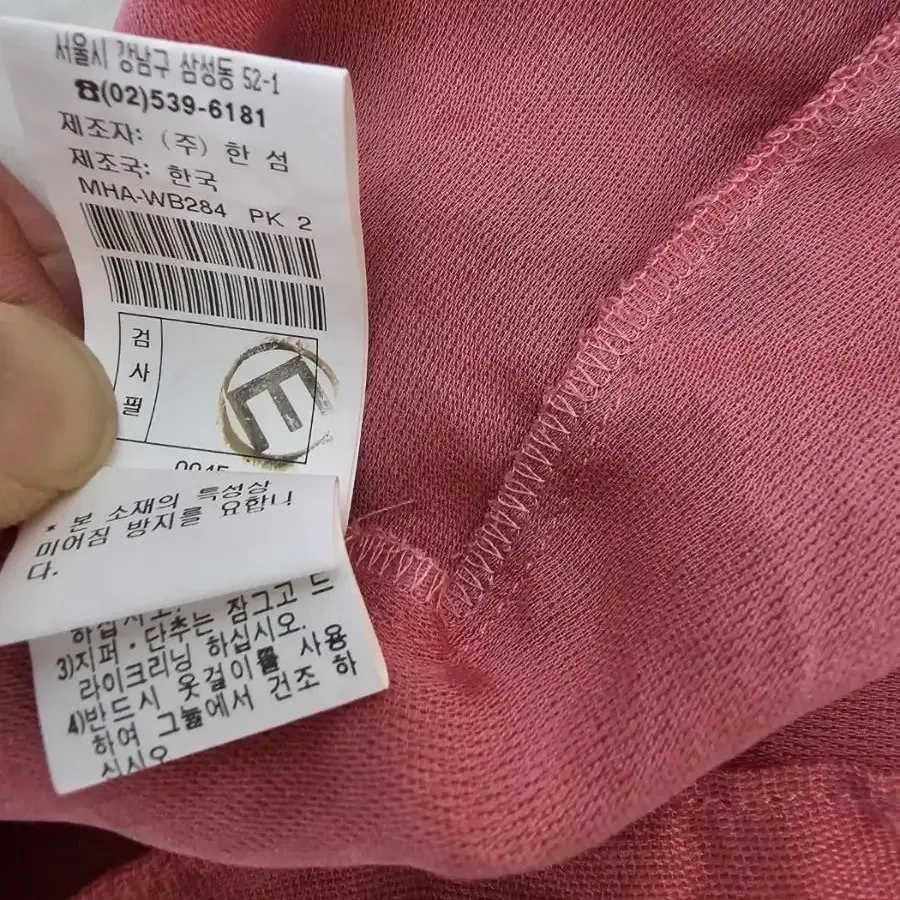 서울시 강남구 삼성동 52-1
☎(02)539-6181
제조자: (주) 한 섬
제조국: 한국
MHA-WB284 PK 2
검
사
필
E
* 본 소재의 특성상
미어짐 방지를 요합니
다.
하십시오.
3)지퍼·단추는 잠그고 드
라이크리닝 하십시오.
4)반드시 옷걸이를 사용
하여 그늘에서 건조 하
십시오